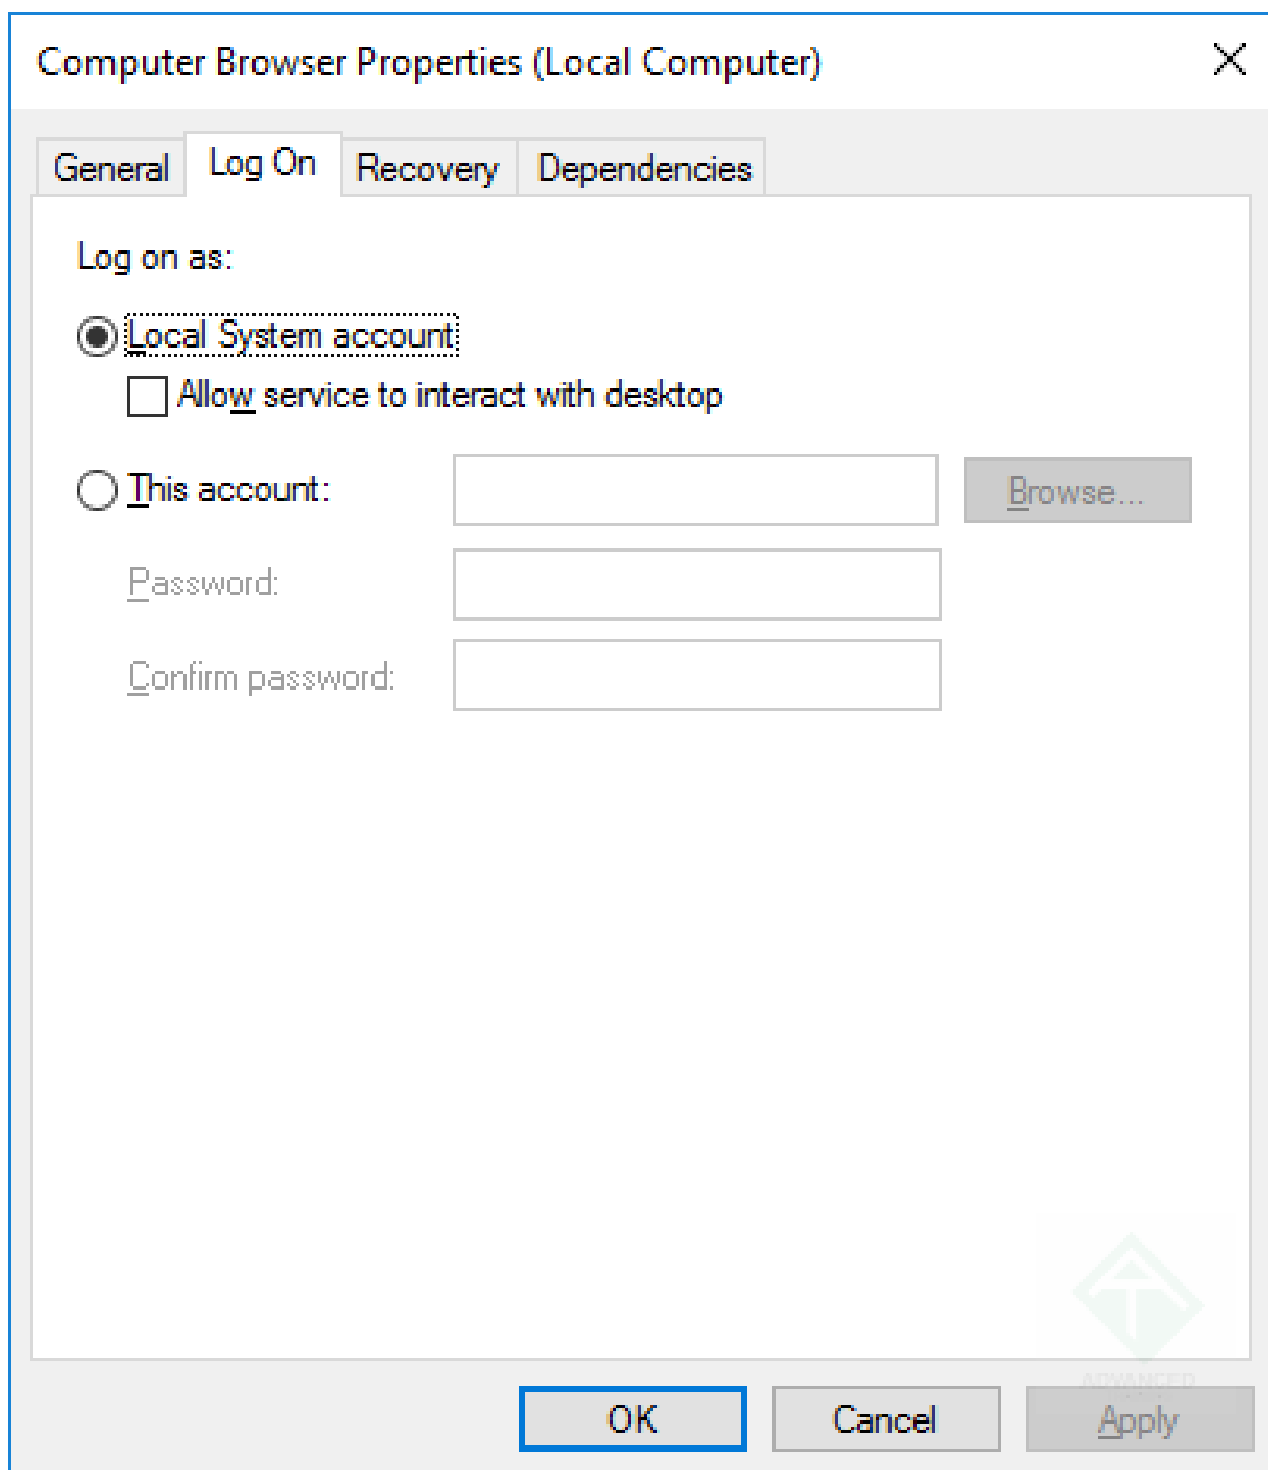 Computer Browser Properties (Local Computer)
General Log On Recovery Dependencies
Log on as:
Local System account
Allow service to interact with desktop
This account: Browse...
Password:
Confirm password:
ADVANCED
OK Cancel Apply